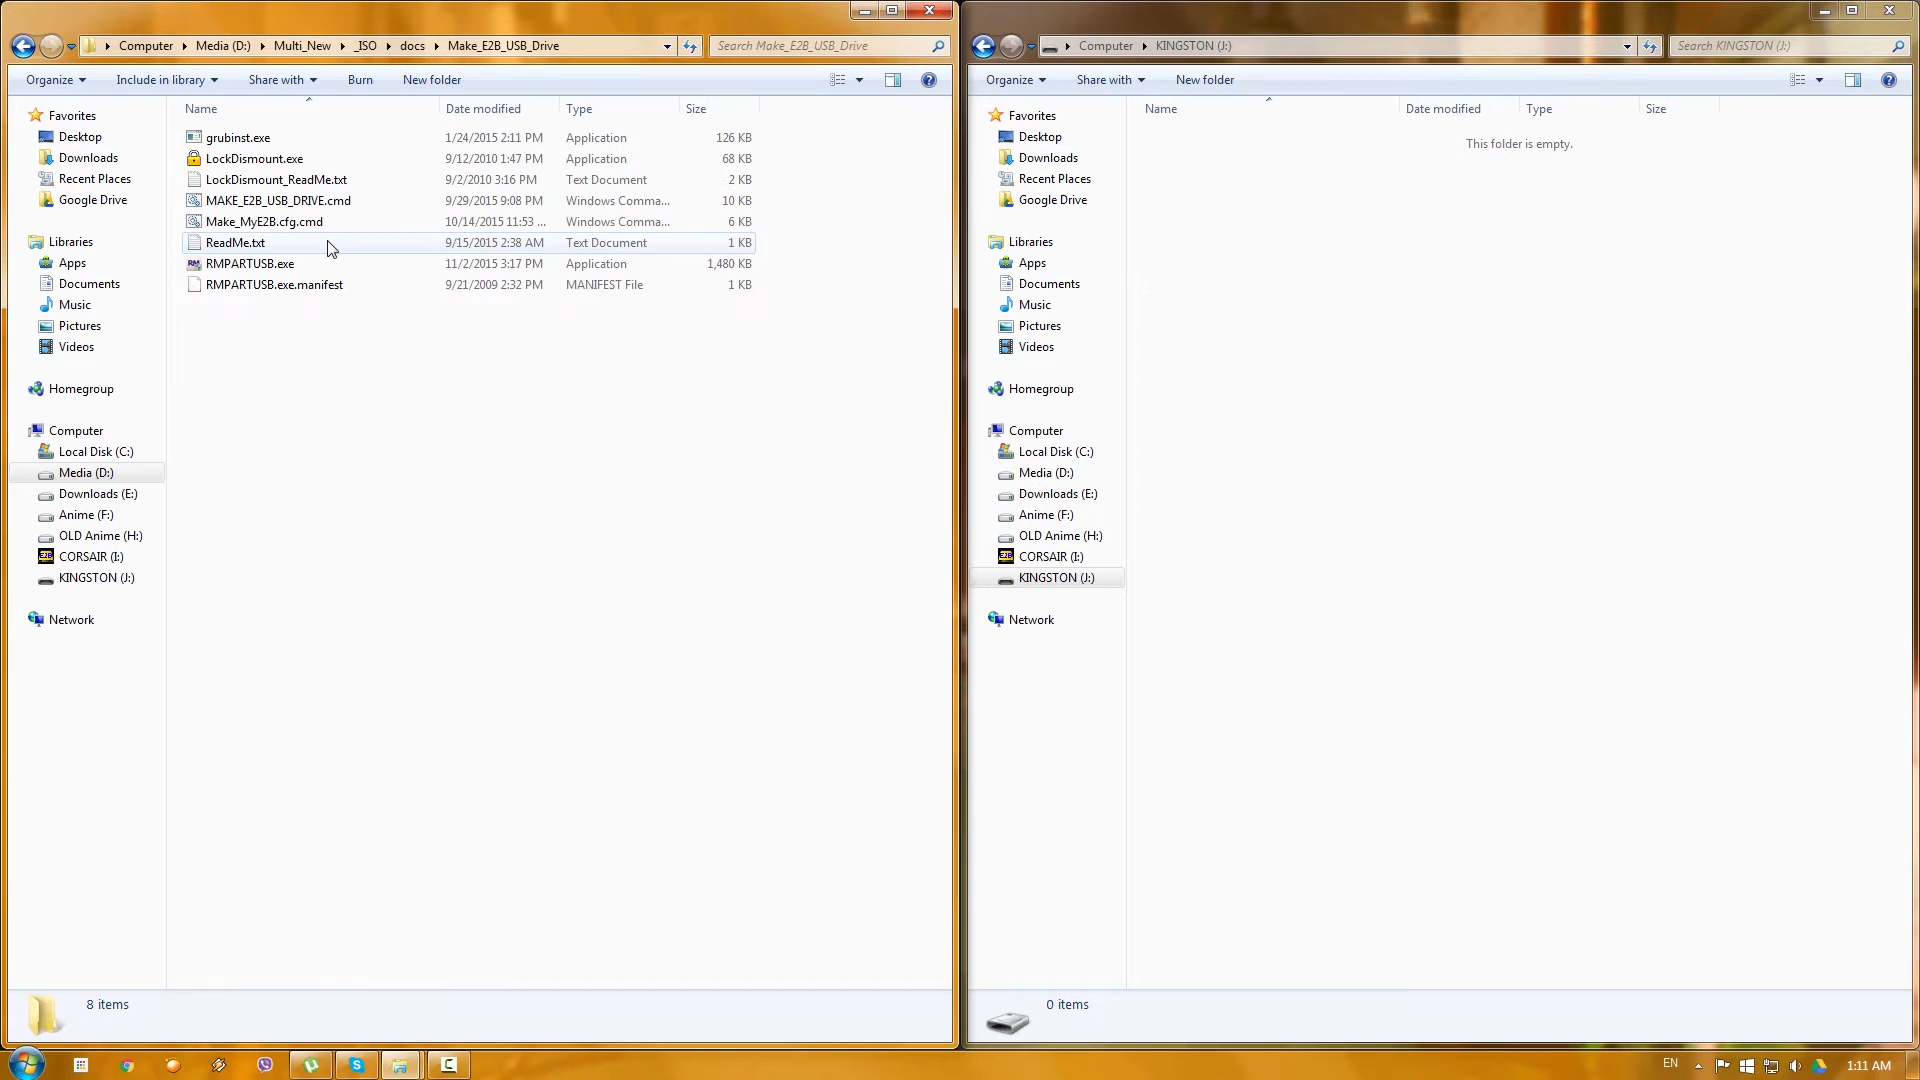 Computer Media (D:) Multi_New _ISO docs Make_E2B_USB_Drive Search Make_E2B_USB_Drive
Organize Include in library Share with Burn New folder
Favorites
Desktop
Downloads
Recent Places
Google Drive
Libraries
Apps
Documents
Music
Pictures
Videos
Homegroup
Computer
Local Disk (C:)
Media (D:)
Downloads (E:)
Anime (F:)
OLD Anime (H:)
CORSAIR (I:)
KINGSTON (J:)
Network
Name Date modified Type Size
grubinst.exe 1/24/2015 2:11 PM Application 126 KB
LockDismount.exe 9/12/2010 1:47 PM Application 68 KB
LockDismount_ReadMe.txt 9/2/2010 3:16 PM Text Document 2 KB
MAKE_E2B_USB_DRIVE.cmd 9/29/2015 9:08 PM Windows Comma... 10 KB
Make_MyE2B.cfg.cmd 10/14/2015 11:53 ... Windows Comma... 6 KB
ReadMe.txt 9/15/2015 2:38 AM Text Document 1 KB
RMPARTUSB.exe 11/2/2015 3:17 PM Application 1,480 KB
RMPARTUSB.exe.manifest 9/21/2009 2:32 PM MANIFEST File 1 KB
8 items
Computer KINGSTON (J:) Search KINGSTON (J:)
Organize Share with New folder
Favorites
Desktop
Downloads
Recent Places
Google Drive
Libraries
Apps
Documents
Music
Pictures
Videos
Homegroup
Computer
Local Disk (C:)
Media (D:)
Downloads (E:)
Anime (F:)
OLD Anime (H:)
CORSAIR (I:)
KINGSTON (J:)
Network
Name Date modified Type Size
This folder is empty.
0 items
EN 1:11 AM